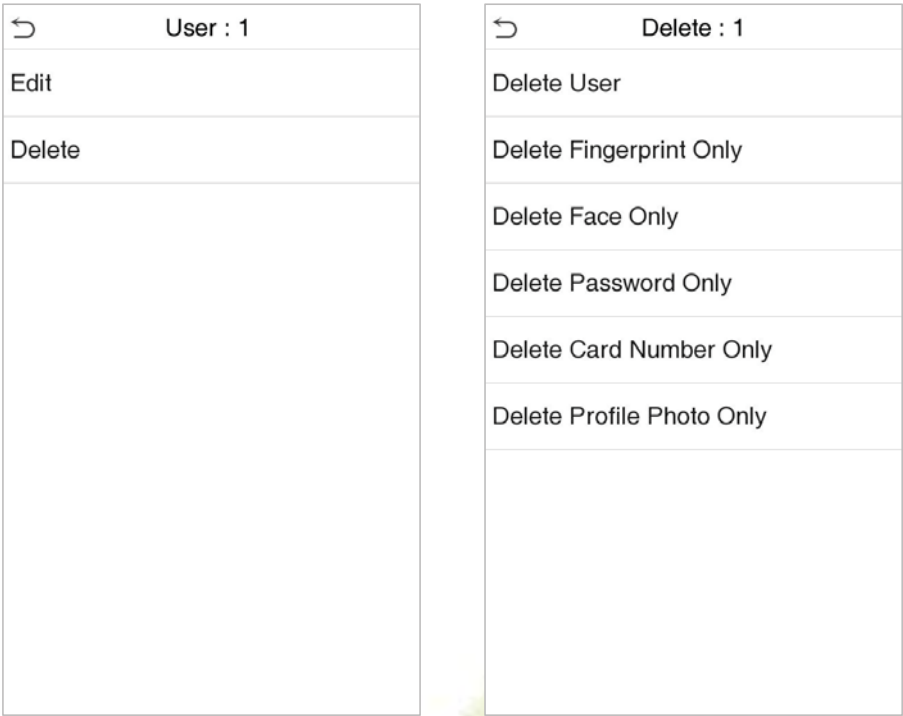 User : 1
Edit
Delete
Delete : 1
Delete User
Delete Fingerprint Only
Delete Face Only
Delete Password Only
Delete Card Number Only
Delete Profile Photo Only